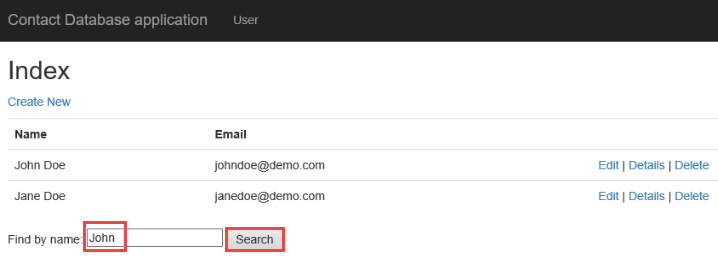 Contact Database application User
Index
Create New
Name Email
John Doe johndoe@demo.com Edit | Details | Delete
Jane Doe janedoe@demo.com Edit | Details | Delete
Find by name: John Search